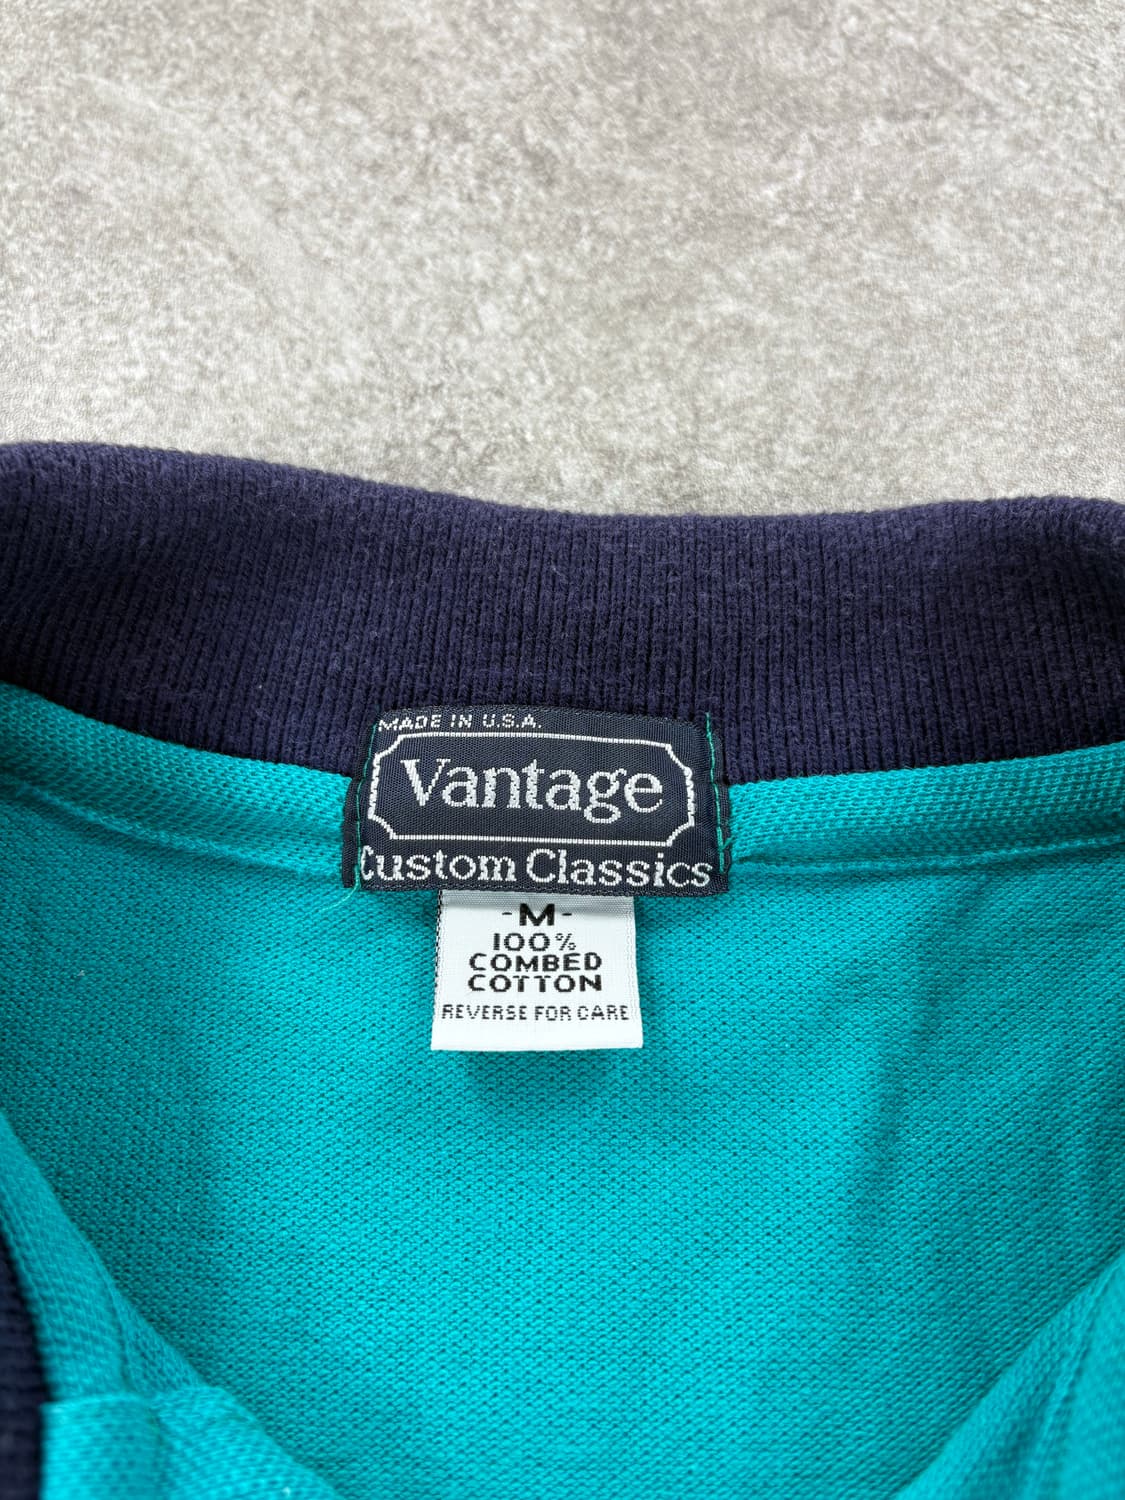 MADE IN U.S.A.
Vantage
Custom Classics
-M-
100%
COMBED
COTTON
REVERSE FOR CARE